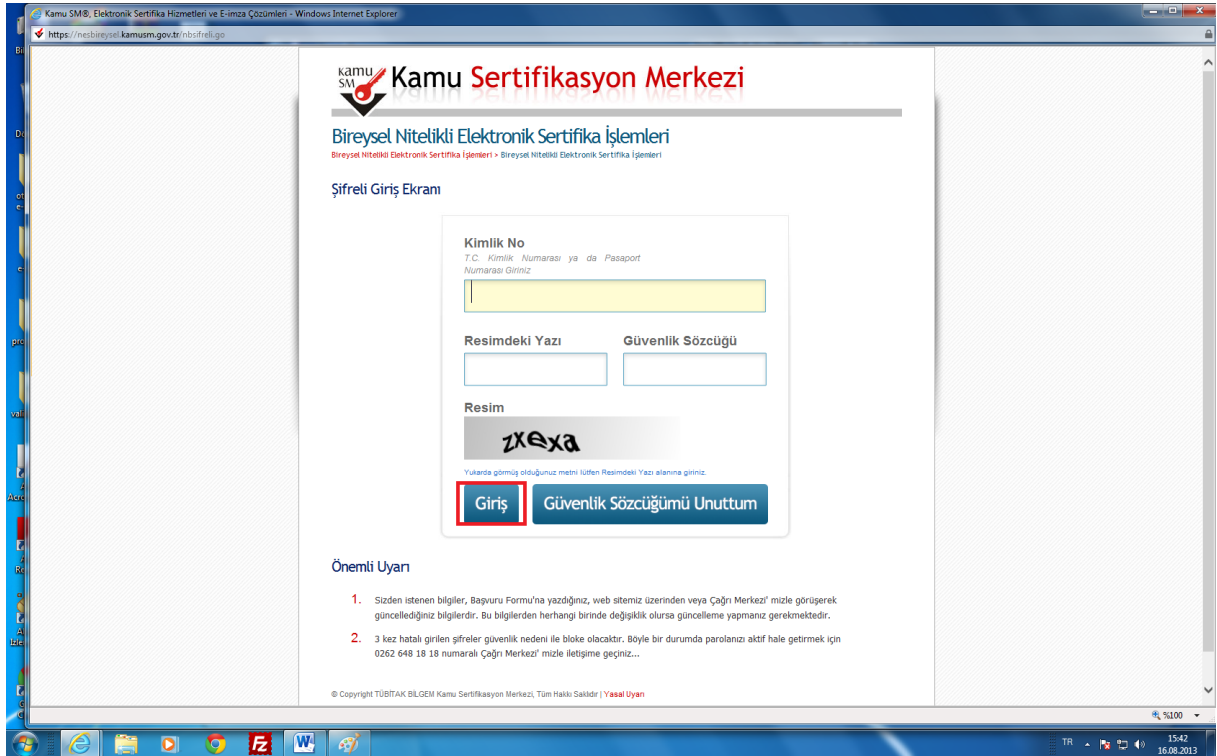 Kamu SM®, Elektronik Sertifika Hizmetleri ve E-imza Çözümleri - Windows Internet Explorer
https://nesbireysel.kamusm.gov.tr/nbsifreli.go
kamu SM Kamu Sertifikasyon Merkezi
Bireysel Nitelikli Elektronik Sertifika İşlemleri
Bireysel Nitelikli Elektronik Sertifika İşlemleri > Bireysel Nitelikli Elektronik Sertifika İşlemleri
Şifreli Giriş Ekranı
Kimlik No
T.C. Kimlik Numarası ya da Pasaport
Numarası Giriniz
Resimdeki Yazı Güvenlik Sözcüğü
Resim
zxexa
Yukarda görmüş olduğunuz metni lütfen Resimdeki Yazı alanına giriniz.
Giriş Güvenlik Sözcüğümü Unuttum
Önemli Uyarı
1. Sizden istenen bilgiler, Başvuru Formu'na yazdığınız, web sitemiz üzerinden veya Çağrı Merkezi' mizle görüşerek
güncellediğiniz bilgilerdir. Bu bilgilerden herhangi birinde değişiklik olursa güncelleme yapmanız gerekmektedir.
2. 3 kez hatalı girilen şifreler güvenlik nedeni ile bloke olacaktır. Böyle bir durumda parolanızı aktif hale getirmek için
0262 648 18 18 numaralı Çağrı Merkezi' mizle iletişime geçiniz...
© Copyright TÜBİTAK BİLGEM Kamu Sertifikasyon Merkezi, Tüm Hakkı Saklıdır | Yasal Uyarı
%100
TR 15:42
16.08.2013